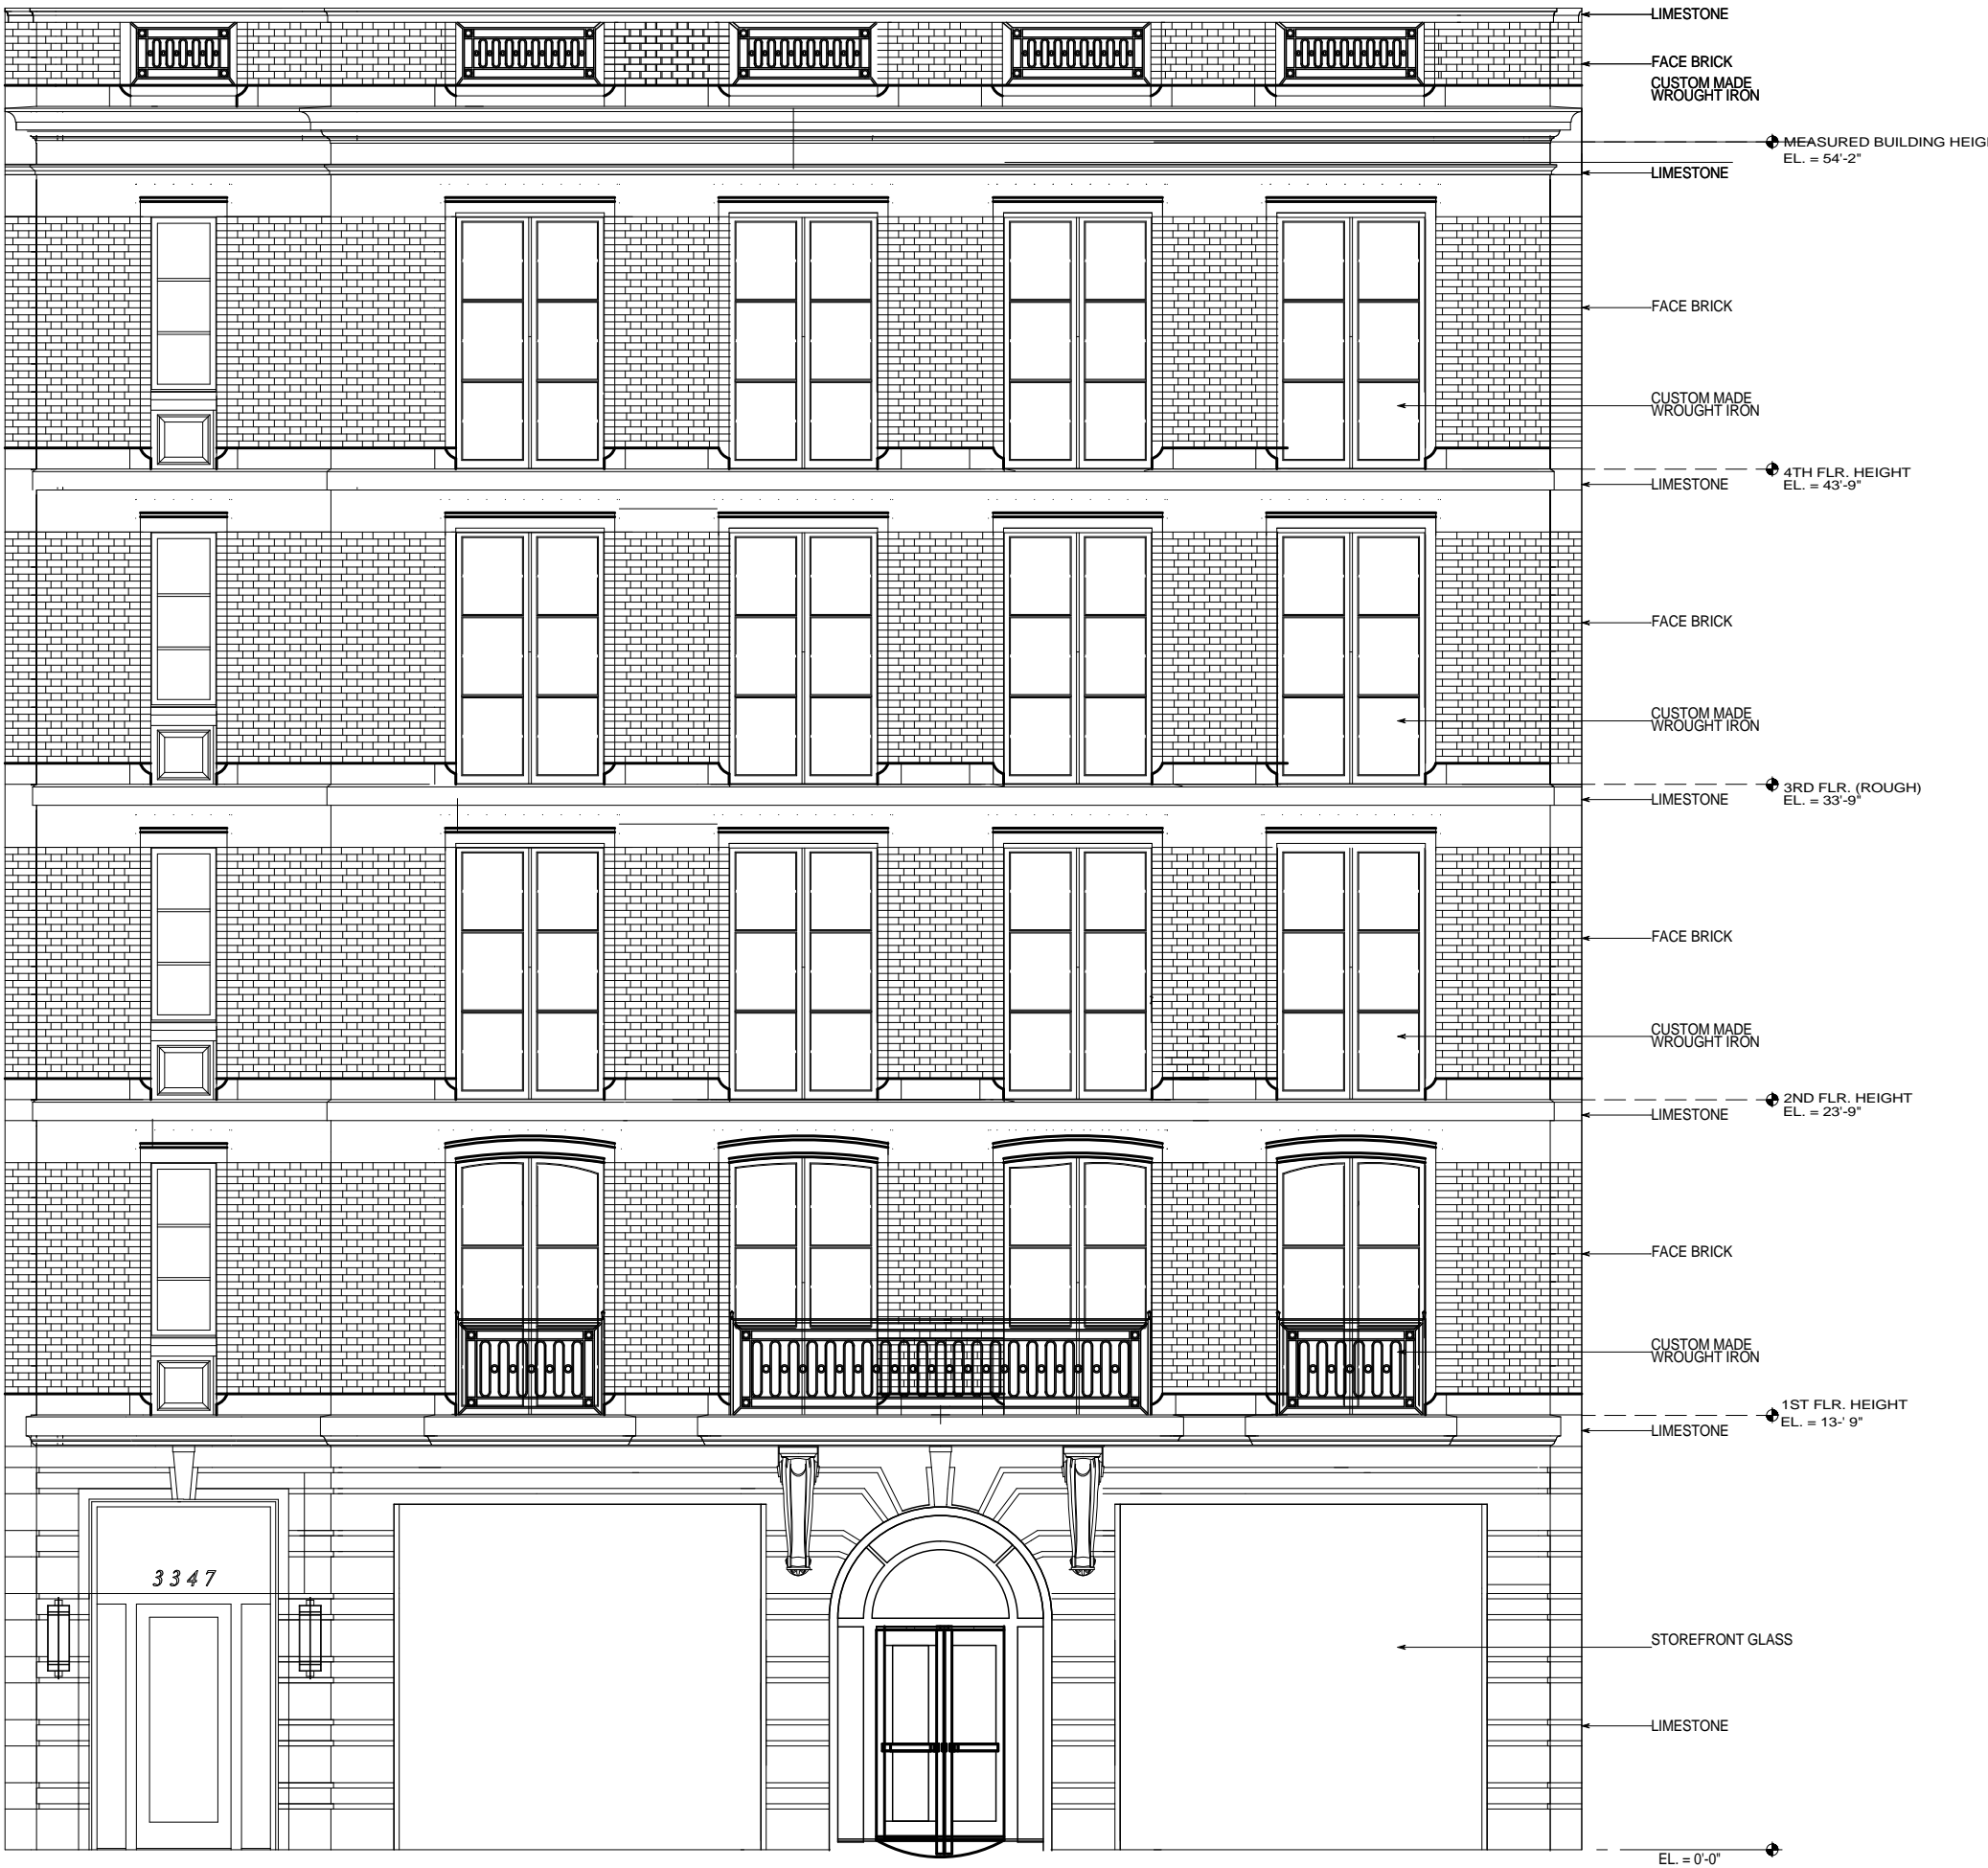 LIMESTONE
FACE BRICK
CUSTOM MADE
WROUGHT IRON
MEASURED BUILDING HEIG
EL. = 54'-2"
LIMESTONE
FACE BRICK
CUSTOM MADE
WROUGHT IRON
4TH FLR. HEIGHT
EL. = 43'-9"
LIMESTONE
FACE BRICK
CUSTOM MADE
WROUGHT IRON
3RD FLR. (ROUGH)
EL. = 33'-9"
LIMESTONE
FACE BRICK
CUSTOM MADE
WROUGHT IRON
2ND FLR. HEIGHT
EL. = 23'-9"
LIMESTONE
FACE BRICK
CUSTOM MADE
WROUGHT IRON
1ST FLR. HEIGHT
EL. = 13-' 9"
LIMESTONE
3347
STOREFRONT GLASS
LIMESTONE
EL. = 0'-0"